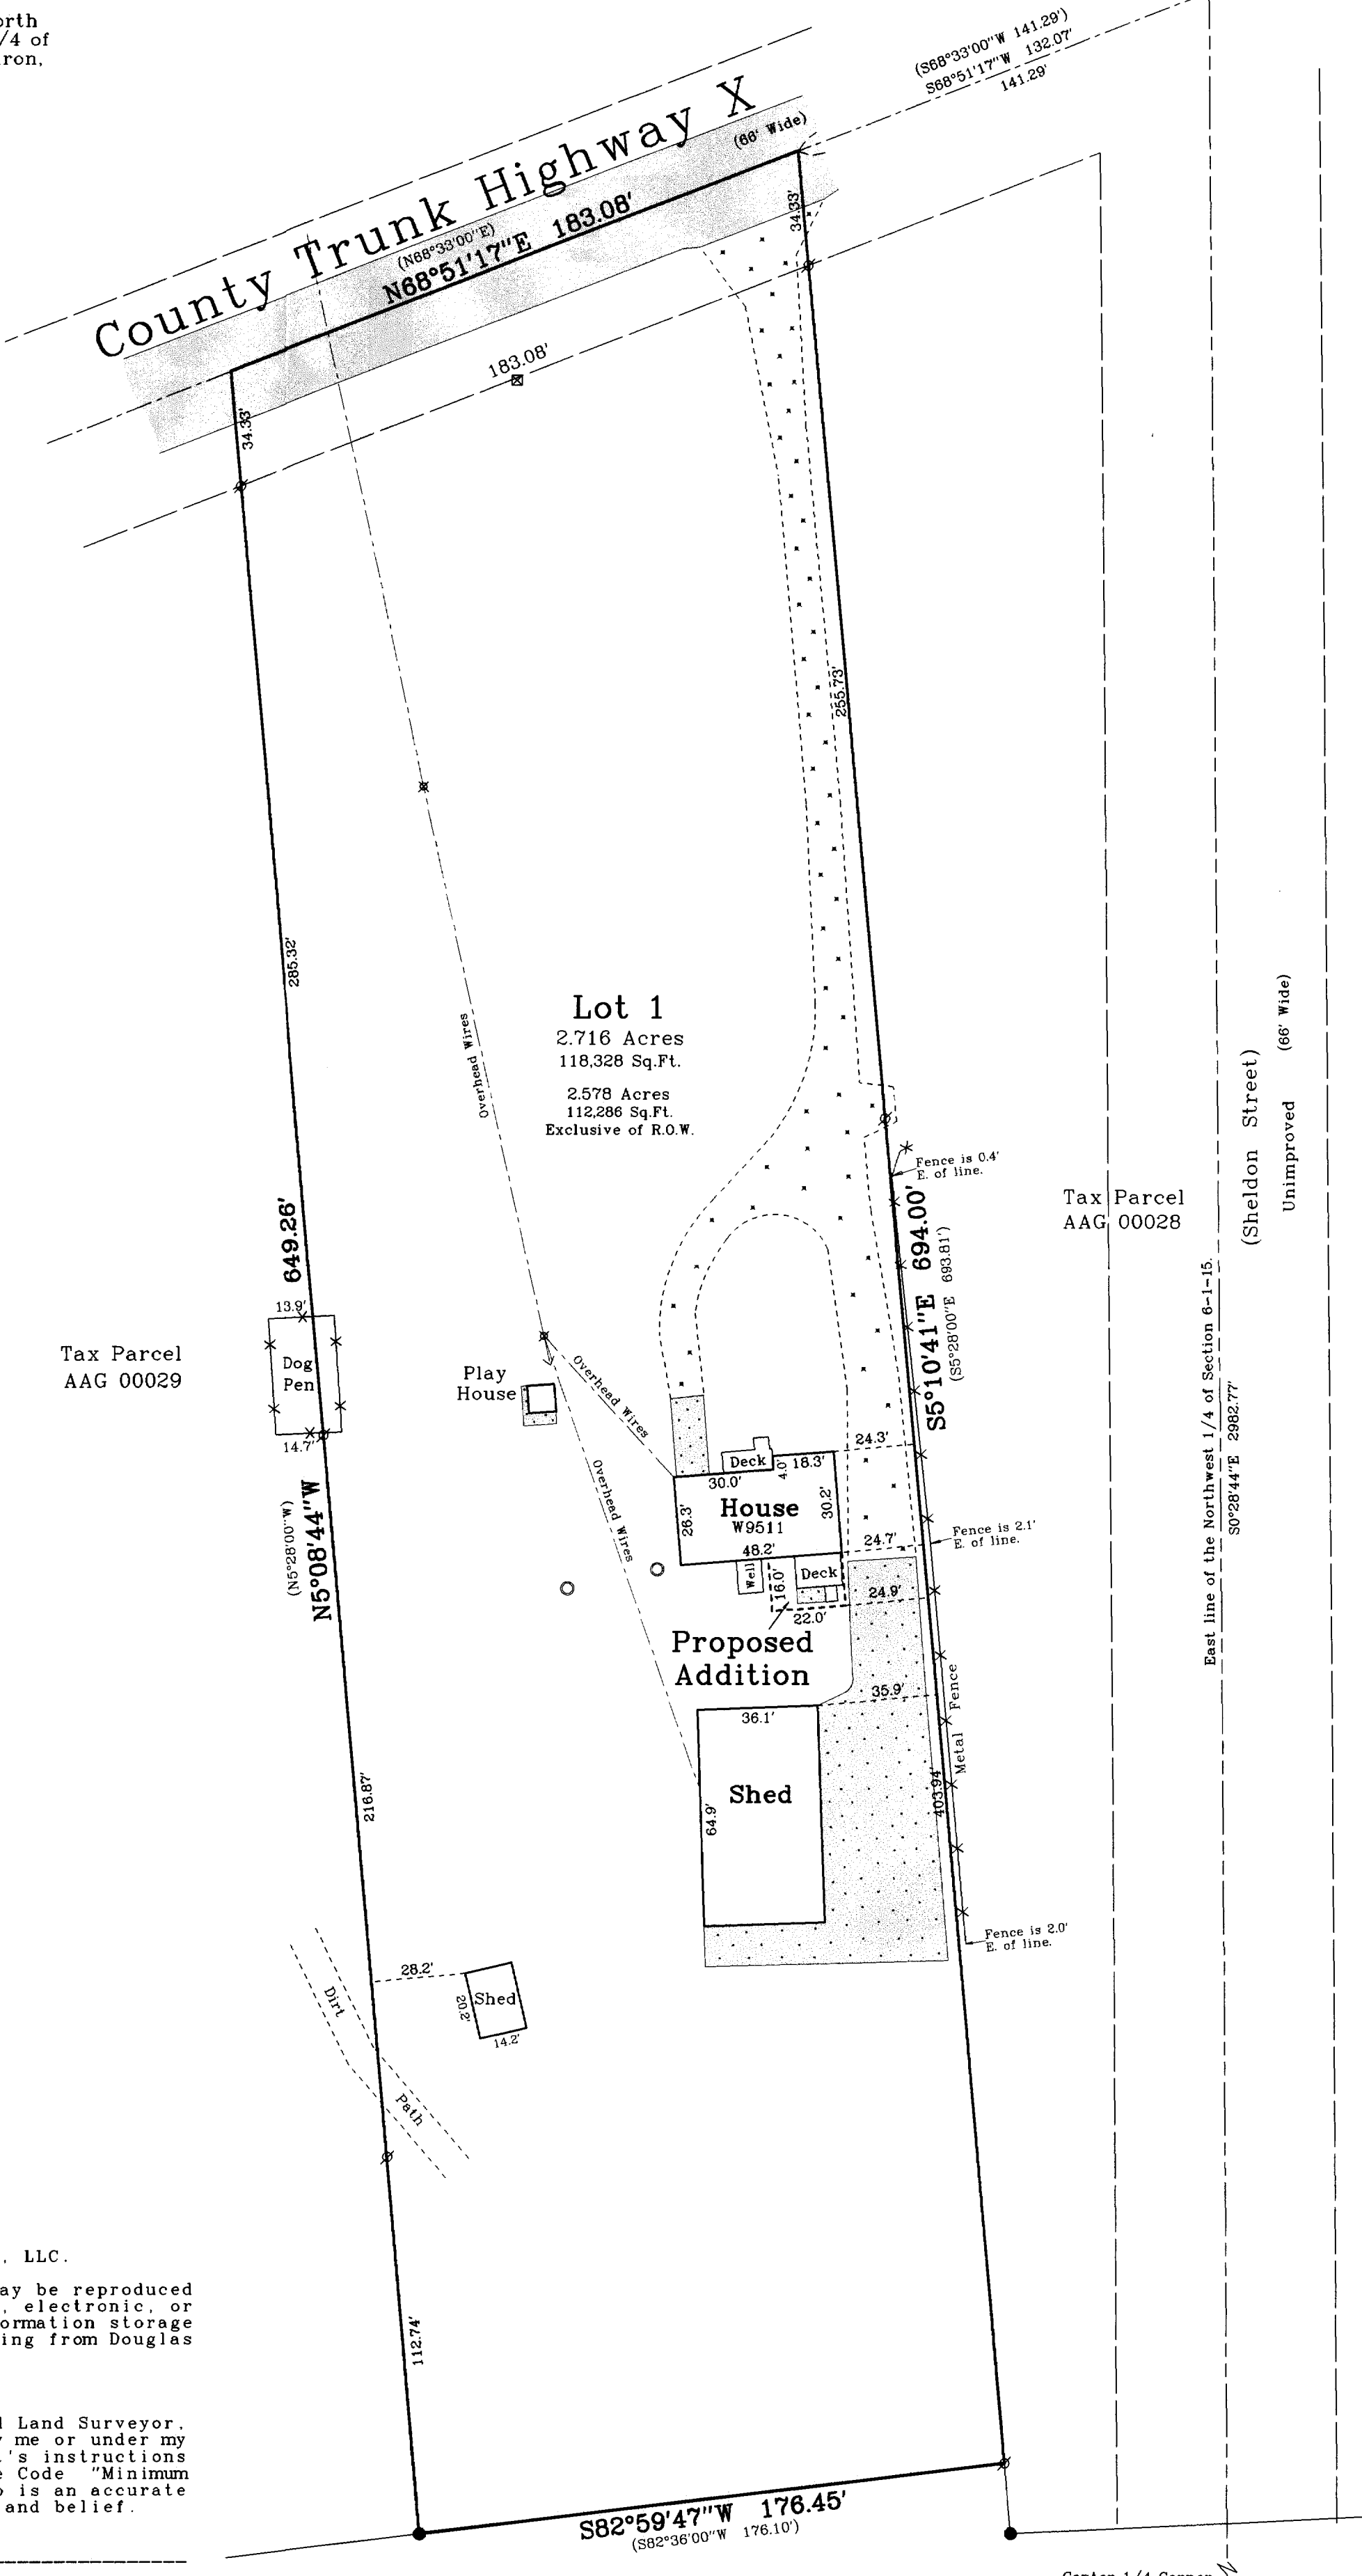 orth
/4 of
iron,
(S68°33'00"W 141.29')
S68°51'17"W 132.07'
141.29'
County Trunk Highway X
(66' Wide)
(N68°33'00"E)
N68°51'17"E 183.08'
34.33'
183.08'
34.33'
255.73'
285.32'
Overhead Wires
Lot 1
2.716 Acres
118,328 Sq.Ft.
2.578 Acres
112,286 Sq.Ft.
Exclusive of R.O.W.
(Sheldon Street)
Unimproved (66' Wide)
Fence is 0.4'
E. of line.
Tax Parcel
AAG 00028
S5°10'41"E 694.00'
(S5°28'00"E 693.81')
East line of the Northwest 1/4 of Section 6-1-15.
S0°28'44"E 2982.77'
649.26'
N5°08'44"W
(N5°28'00"W)
13.9'
Dog
Pen
14.7'
Tax Parcel
AAG 00029
Play
House
Overhead Wires
Overhead Wires
24.3'
Deck
18.3'
4.0'
30.0'
House
W9511
26.3'
30.2'
48.2'
24.7'
Fence is 2.1'
E. of line.
Well
16.0'
Deck
24.9'
22.0'
Proposed
Addition
35.9'
36.1'
Metal Fence
Shed
64.9'
403.94'
216.87'
Fence is 2.0'
E. of line.
28.2'
Shed
20.2'
14.2'
Dirt
Path
112.74'
, LLC.
ay be reproduced
, electronic, or
ormation storage
ing from Douglas
l Land Surveyor,
y me or under my
t's instructions
e Code "Minimum
p is an accurate
and belief.
S82°59'47"W 176.45'
(S82°36'00"W 176.10')
Center 1/4 Corner